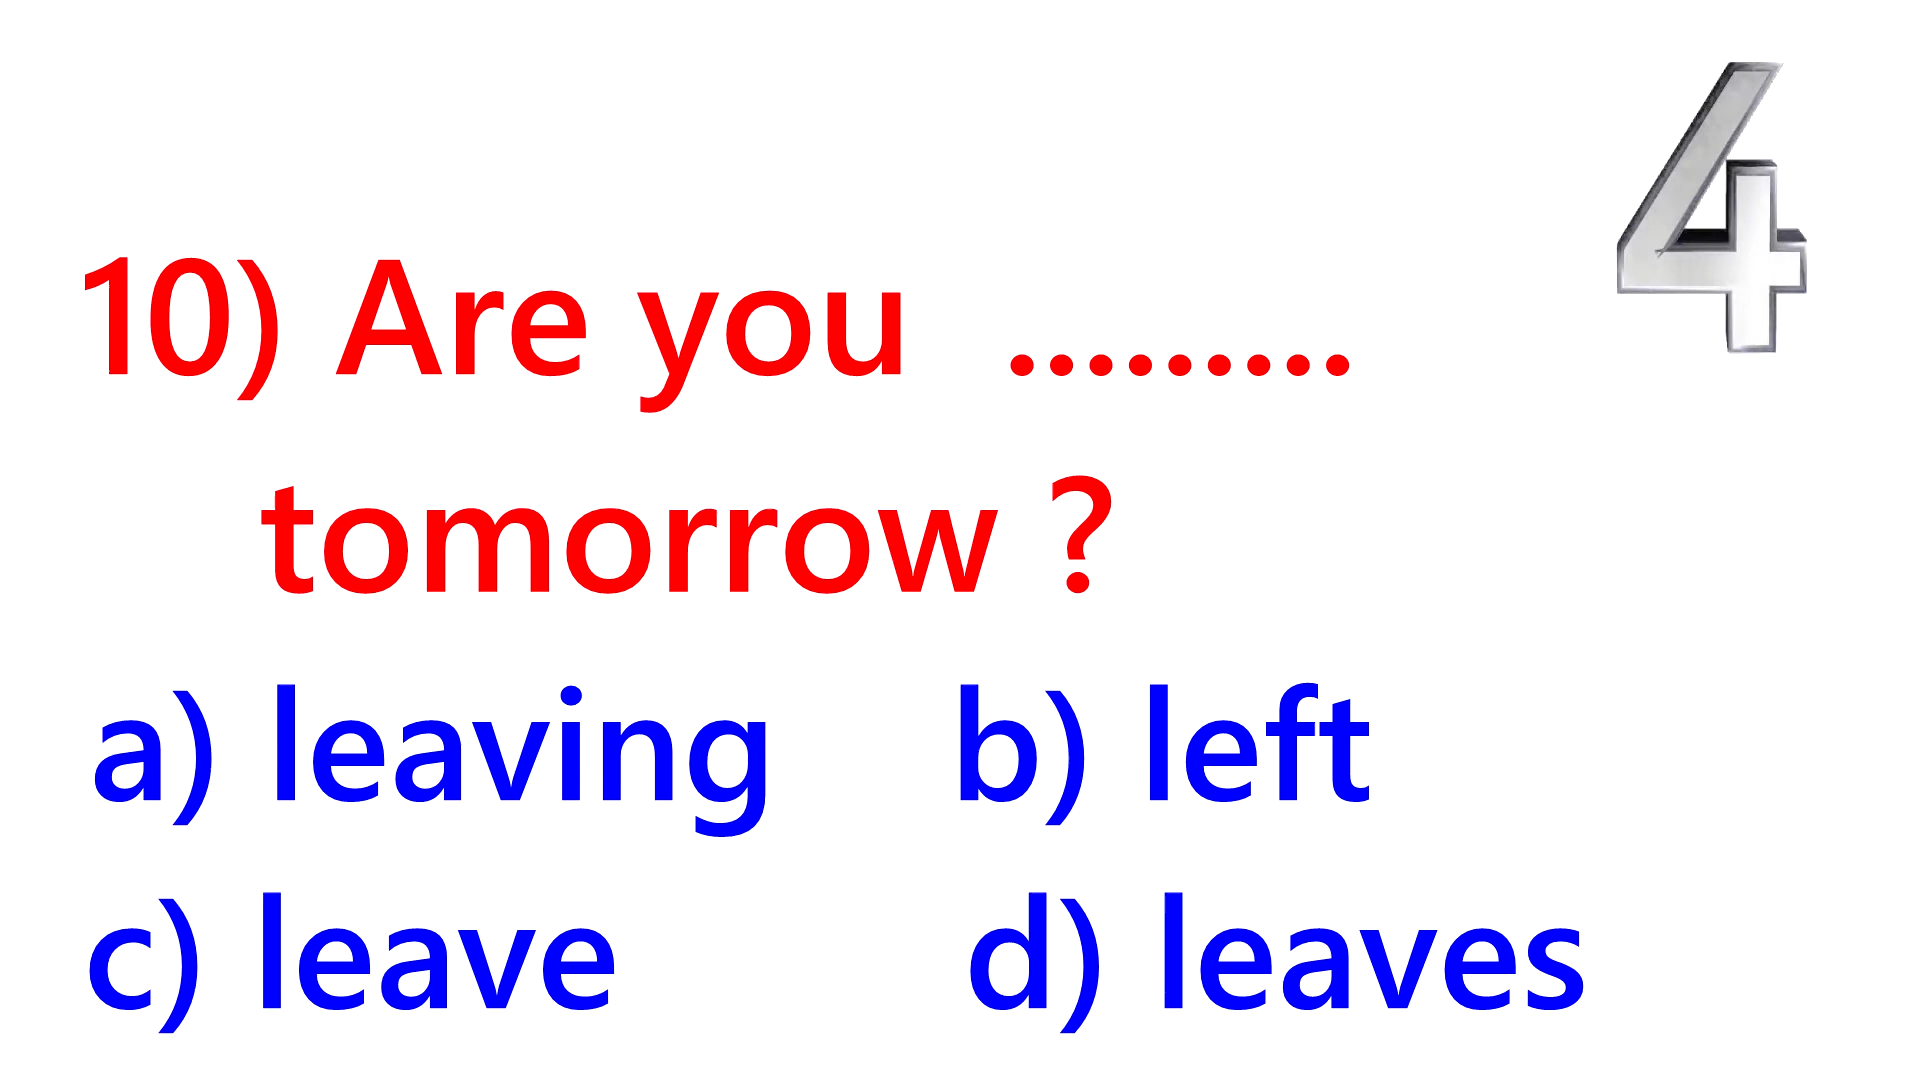 4
10) Are you .........
tomorrow ?
a) leaving b) left
c) leave d) leaves